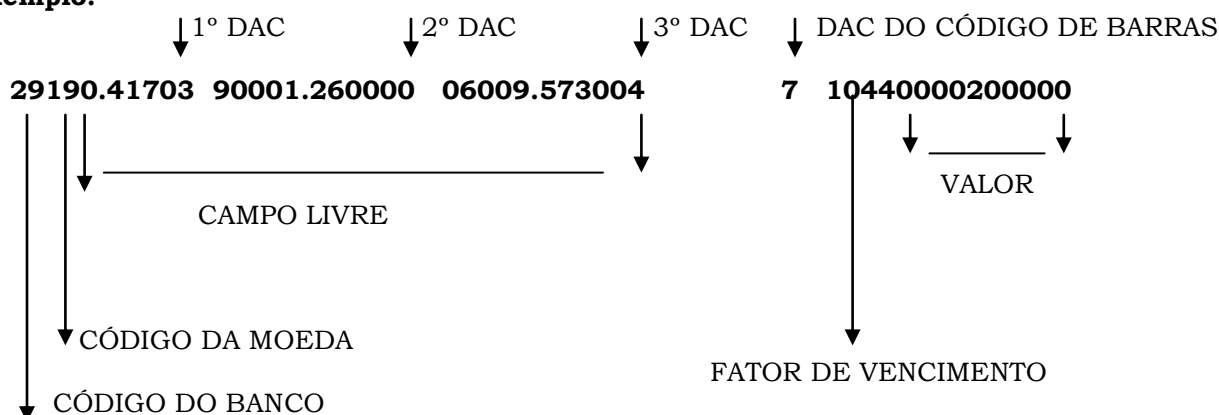 1º DAC 2º DAC 3º DAC DAC DO CÓDIGO DE BARRAS
29190.41703 90001.260000 06009.573004 7 10440000200000
VALOR
CAMPO LIVRE
CÓDIGO DA MOEDA
FATOR DE VENCIMENTO
CÓDIGO DO BANCO